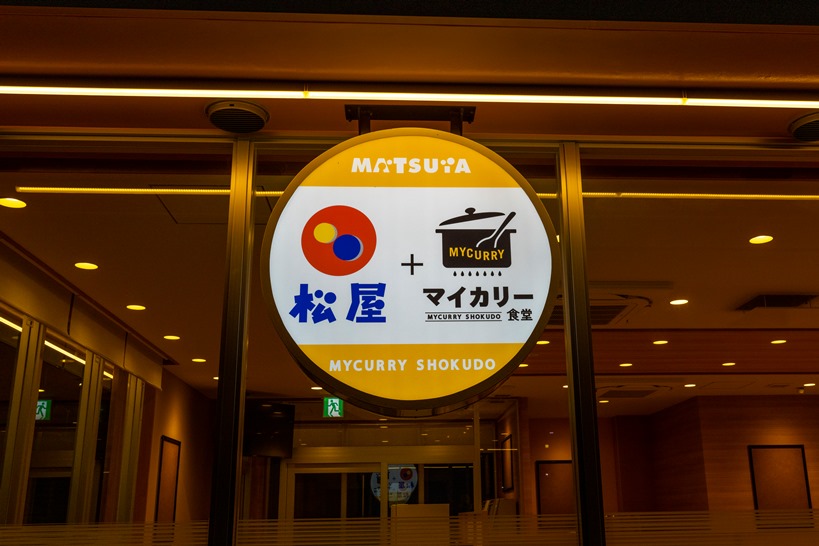 MATSUYA
MYCURRY
松屋
+
マイカリー
MYCURRY SHOKUDO
食堂
MYCURRY SHOKUDO